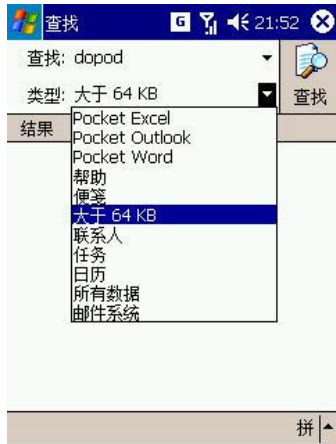 查找 G 21:52
查找: dopod
类型: 大于 64 KB
查找
结果
Pocket Excel
Pocket Outlook
Pocket Word
帮助
便笺
大于 64 KB
联系人
任务
日历
所有数据
邮件系统
拼